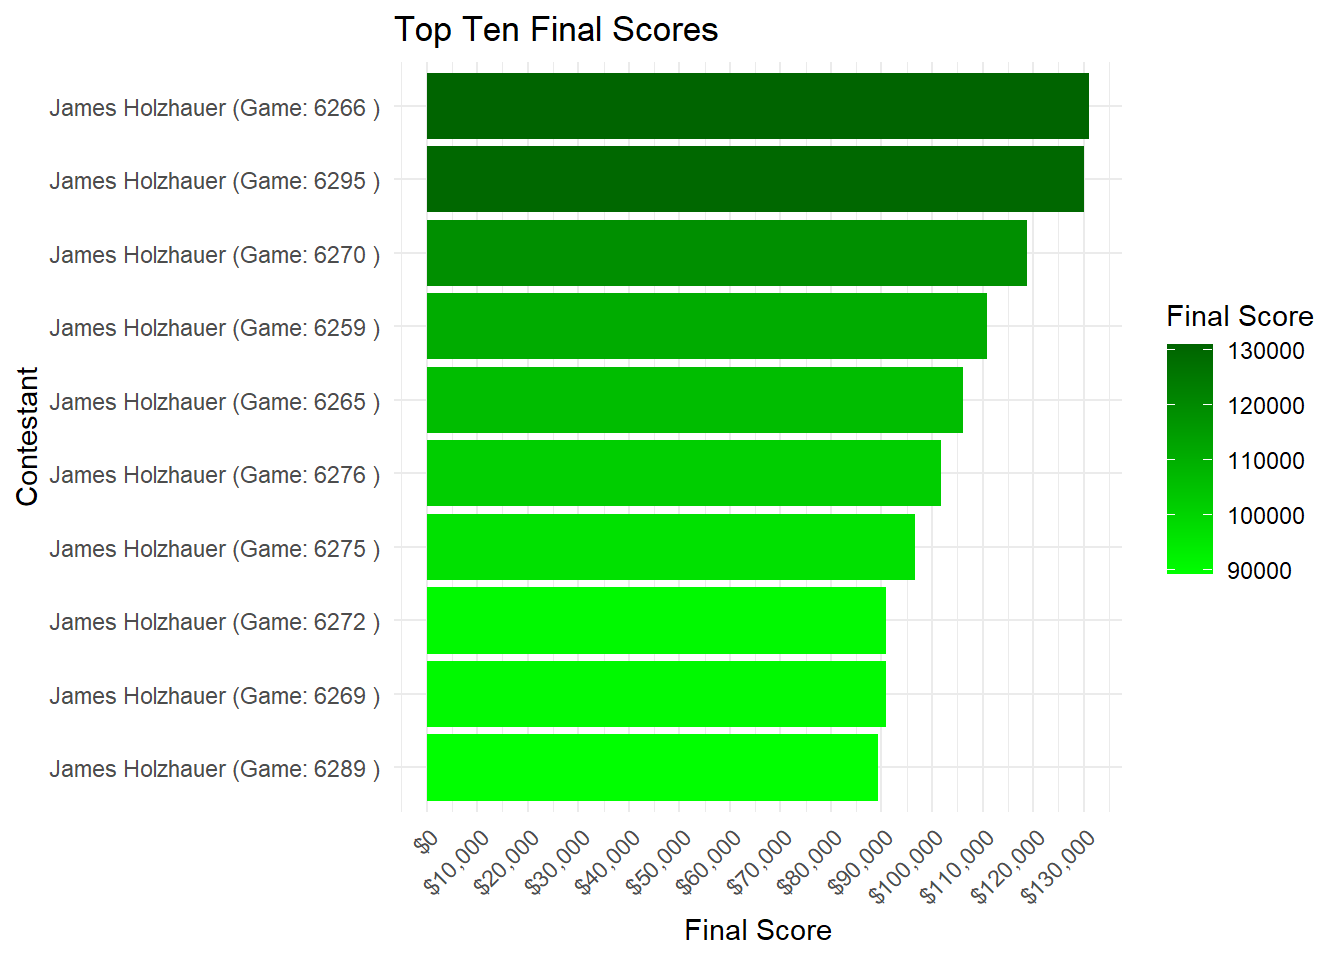 Top Ten Final Scores
Contestant
James Holzhauer (Game: 6266 )
James Holzhauer (Game: 6295 )
James Holzhauer (Game: 6270 )
James Holzhauer (Game: 6259 )
James Holzhauer (Game: 6265 )
James Holzhauer (Game: 6276 )
James Holzhauer (Game: 6275 )
James Holzhauer (Game: 6272 )
James Holzhauer (Game: 6269 )
James Holzhauer (Game: 6289 )
$0
$10,000
$20,000
$30,000
$40,000
$50,000
$60,000
$70,000
$80,000
$90,000
$100,000
$110,000
$120,000
$130,000
Final Score
Final Score
130000
120000
110000
100000
90000